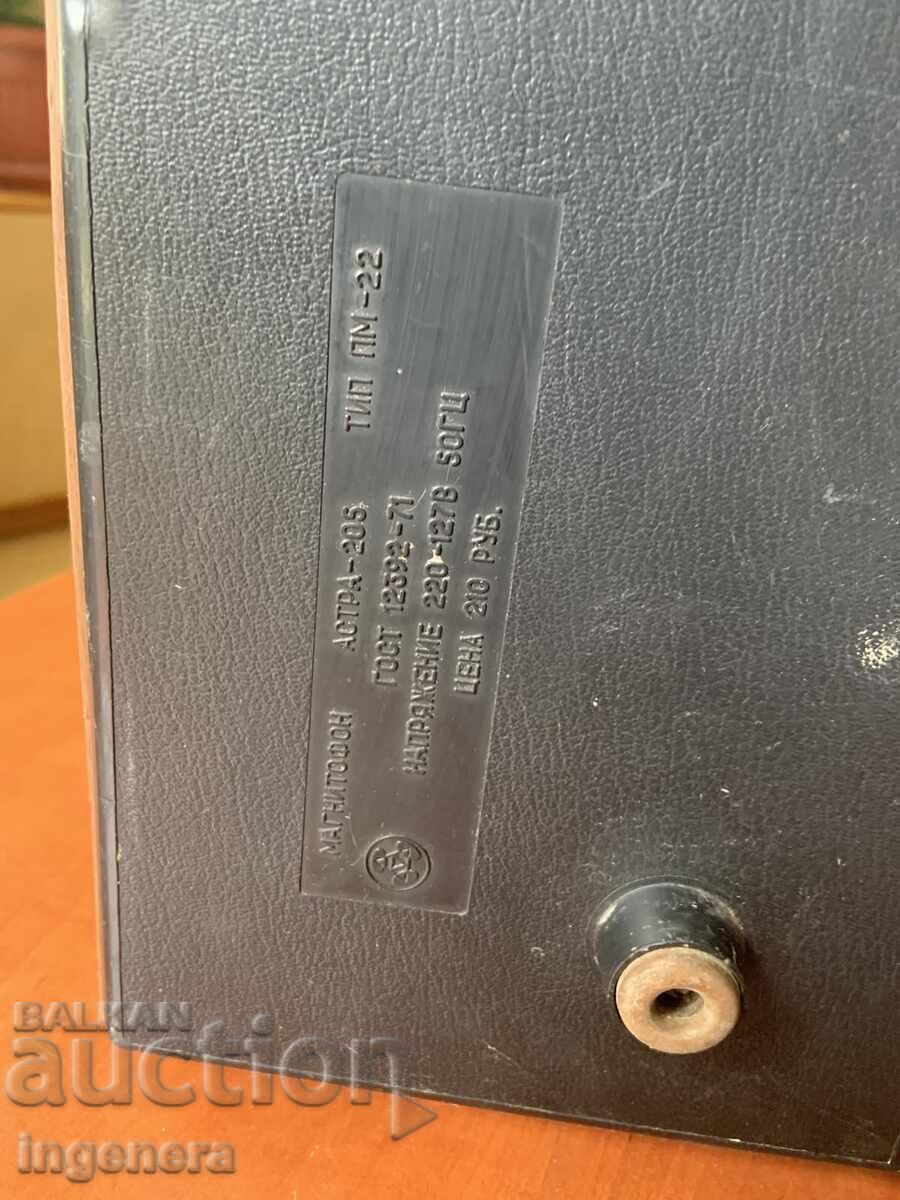 МАГНИТОФОН АСТРА-205 ТИП ПМ-22
ГОСТ 12392-71
НАПРЯЖЕНИЕ 220-127В 50ГЦ
ЦЕНА 210 РУБ.
BALKAN
auction
ingenera